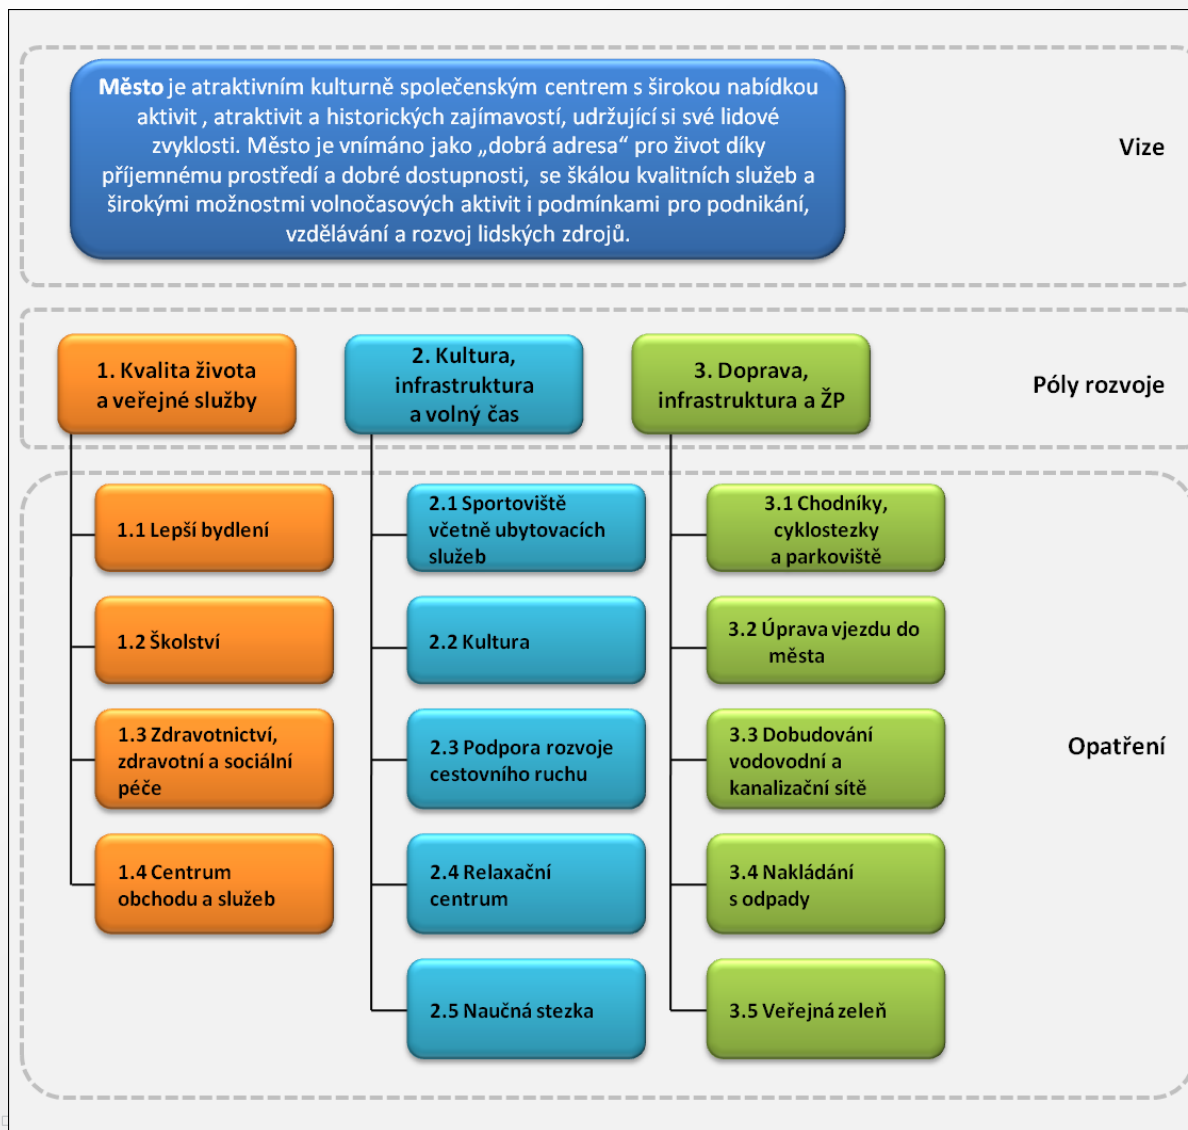 Město je atraktivním kulturně společenským centrem s širokou nabídkou
aktivit , atraktivit a historických zajímavostí, udržující si své lidové
zvyklosti. Město je vnímáno jako „dobrá adresa“ pro život díky
příjemnému prostředí a dobré dostupnosti, se škálou kvalitních služeb a
širokými možnostmi volnočasových aktivit i podmínkami pro podnikání,
vzdělávání a rozvoj lidských zdrojů.
Vize
1. Kvalita života
a veřejné služby
2. Kultura,
infrastruktura
a volný čas
3. Doprava,
infrastruktura a ŽP
Póly rozvoje
1.1 Lepší bydlení
1.2 Školství
1.3 Zdravotnictví,
zdravotní a sociální
péče
1.4 Centrum
obchodu a služeb
2.1 Sportoviště
včetně ubytovacích
služeb
2.2 Kultura
2.3 Podpora rozvoje
cestovního ruchu
2.4 Relaxační
centrum
2.5 Naučná stezka
3.1 Chodníky,
cyklostezky
a parkoviště
3.2 Úprava vjezdu do
města
3.3 Dobudování
vodovodní a
kanalizační sítě
3.4 Nakládání
s odpady
3.5 Veřejná zeleň
Opatření